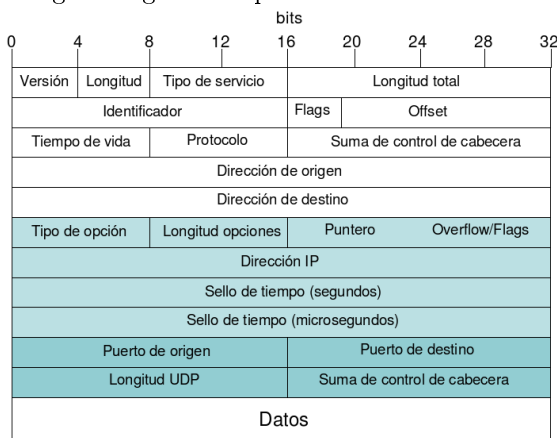 bits
0 4 8 12 16 20 24 28 32
Versión Longitud Tipo de servicio Longitud total
Identificador Flags Offset
Tiempo de vida Protocolo Suma de control de cabecera
Dirección de origen
Dirección de destino
Tipo de opción Longitud opciones Puntero Overflow/Flags
Dirección IP
Sello de tiempo (segundos)
Sello de tiempo (microsegundos)
Puerto de origen Puerto de destino
Longitud UDP Suma de control de cabecera
Datos